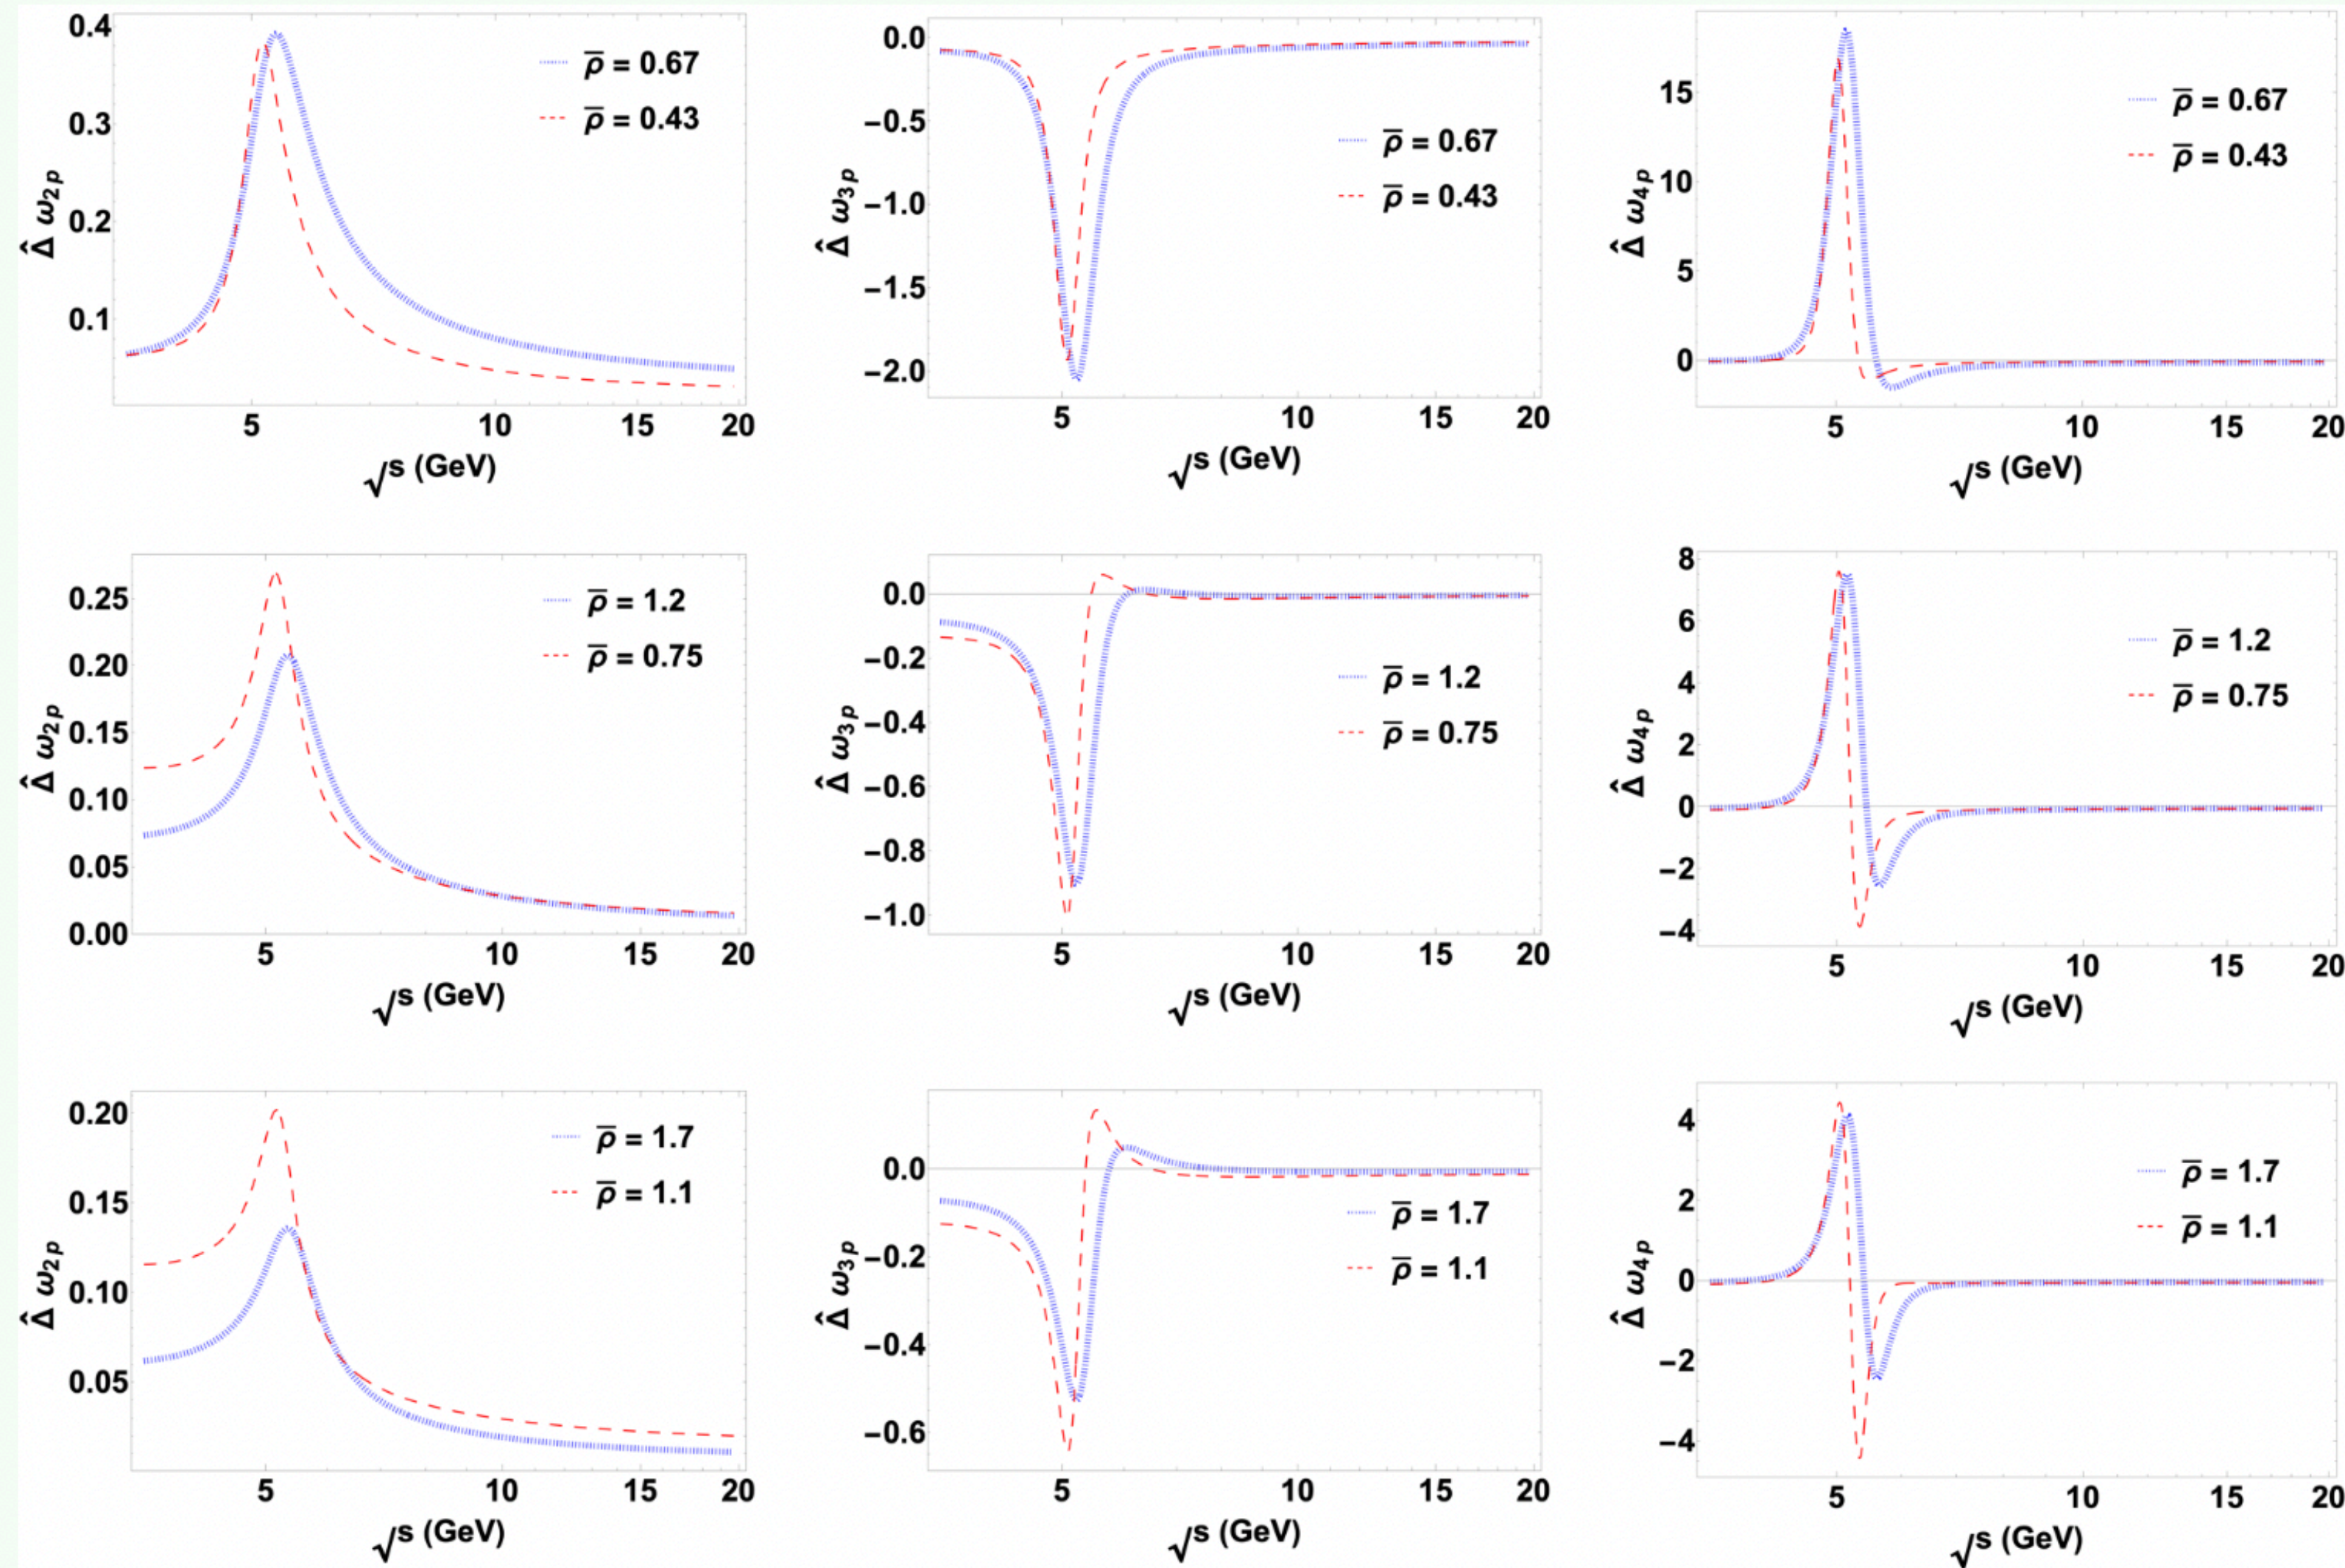 0.4
0.3
0.2
0.1
Δ̂ ω2p
ρ̅ = 0.67
ρ̅ = 0.43
5 10 15 20
√s (GeV)
0.0
−0.5
−1.0
−1.5
−2.0
Δ̂ ω3p
ρ̅ = 0.67
ρ̅ = 0.43
5 10 15 20
√s (GeV)
15
10
5
0
Δ̂ ω4p
ρ̅ = 0.67
ρ̅ = 0.43
5 10 15 20
√s (GeV)
0.25
0.20
0.15
0.10
0.05
0.00
Δ̂ ω2p
ρ̅ = 1.2
ρ̅ = 0.75
5 10 15 20
√s (GeV)
0.0
−0.2
−0.4
−0.6
−0.8
−1.0
Δ̂ ω3p
ρ̅ = 1.2
ρ̅ = 0.75
5 10 15 20
√s (GeV)
8
6
4
2
0
−2
−4
Δ̂ ω4p
ρ̅ = 1.2
ρ̅ = 0.75
5 10 15 20
√s (GeV)
0.20
0.15
0.10
0.05
Δ̂ ω2p
ρ̅ = 1.7
ρ̅ = 1.1
5 10 15 20
√s (GeV)
0.0
−0.2
−0.4
−0.6
Δ̂ ω3p
ρ̅ = 1.7
ρ̅ = 1.1
5 10 15 20
√s (GeV)
4
2
0
−2
−4
Δ̂ ω4p
ρ̅ = 1.7
ρ̅ = 1.1
5 10 15 20
√s (GeV)